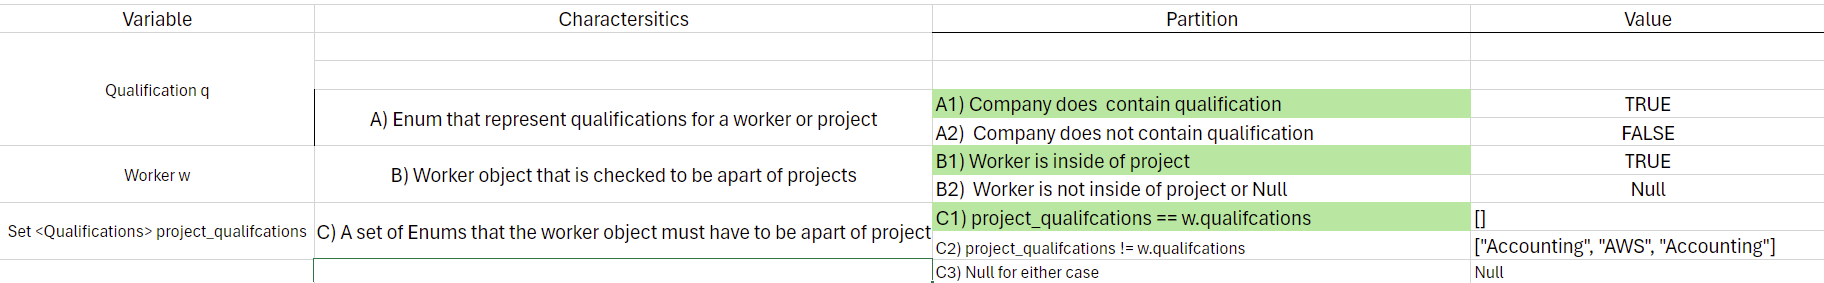 Variable Charactersitics Partition Value
Qualification q
A) Enum that represent qualifications for a worker or project
A1) Company does contain qualification TRUE
A2) Company does not contain qualification FALSE
Worker w
B) Worker object that is checked to be apart of projects
B1) Worker is inside of project TRUE
B2) Worker is not inside of project or Null Null
Set <Qualifications> project_qualifcations
C) A set of Enums that the worker object must have to be apart of project
C1) project_qualifcations == w.qualifcations []
C2) project_qualifcations != w.qualifcations ["Accounting", "AWS", "Accounting"]
C3) Null for either case Null